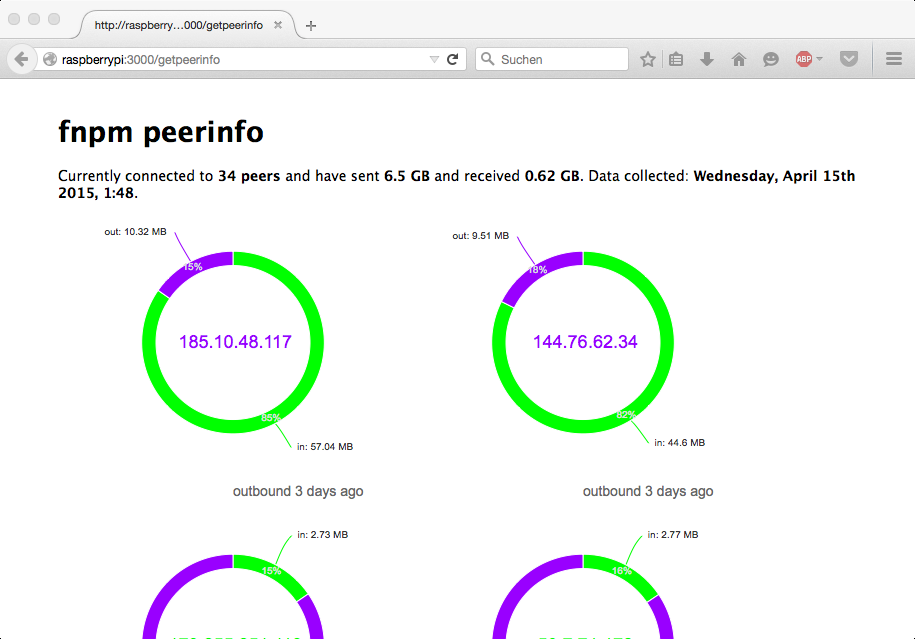 http://raspberry...000/getpeerinfo
raspberrypi:3000/getpeerinfo
Suchen
ABP
fnpm peerinfo
Currently connected to 34 peers and have sent 6.5 GB and received 0.62 GB. Data collected: Wednesday, April 15th
2015, 1:48.
out: 10.32 MB
out: 9.51 MB
15%
18%
185.10.48.117
144.76.62.34
85%
82%
in: 57.04 MB
in: 44.6 MB
outbound 3 days ago
outbound 3 days ago
in: 2.73 MB
in: 2.77 MB
15%
16%